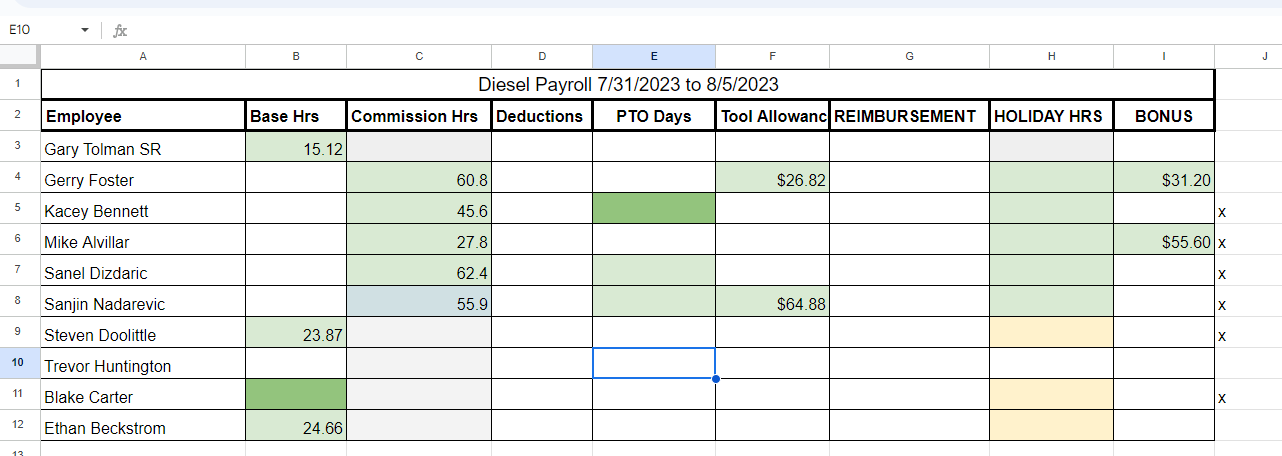 E10 fx
A B C D E F G H I J
1 Diesel Payroll 7/31/2023 to 8/5/2023
2 Employee Base Hrs Commission Hrs Deductions PTO Days Tool Allowanc REIMBURSEMENT HOLIDAY HRS BONUS
3 Gary Tolman SR 15.12
4 Gerry Foster 60.8 $26.82 $31.20
5 Kacey Bennett 45.6 x
6 Mike Alvillar 27.8 $55.60 x
7 Sanel Dizdaric 62.4 x
8 Sanjin Nadarevic 55.9 $64.88 x
9 Steven Doolittle 23.87 x
10 Trevor Huntington
11 Blake Carter x
12 Ethan Beckstrom 24.66
13